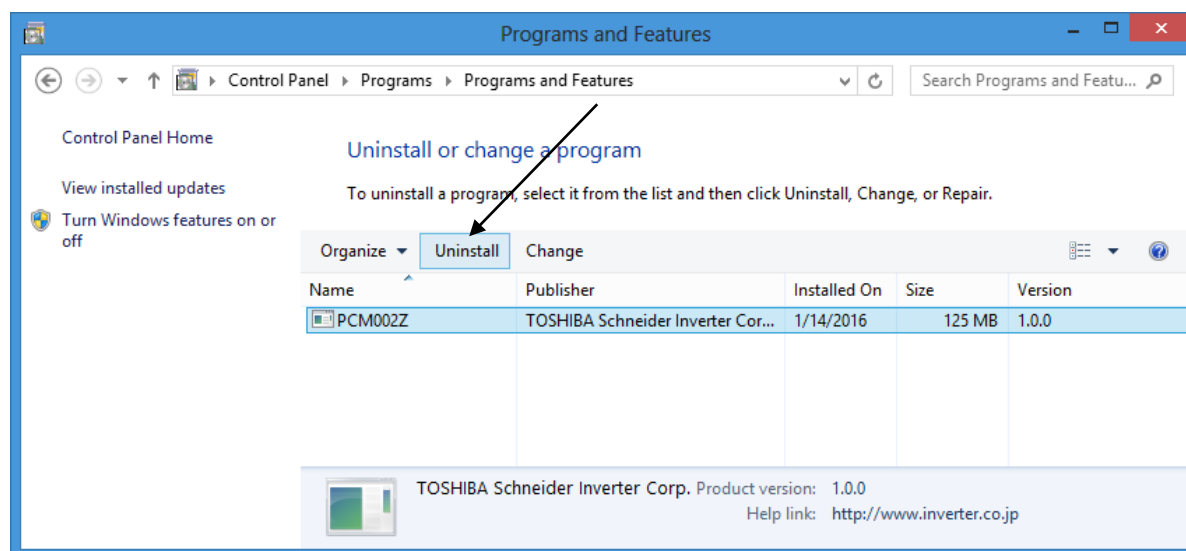 Programs and Features
Control Panel Programs Programs and Features
Search Programs and Featu...
Control Panel Home
View installed updates
Turn Windows features on or
off
Uninstall or change a program
To uninstall a program, select it from the list and then click Uninstall, Change, or Repair.
Organize Uninstall Change
Name Publisher Installed On Size Version
PCM002Z TOSHIBA Schneider Inverter Cor... 1/14/2016 125 MB 1.0.0
TOSHIBA Schneider Inverter Corp. Product version: 1.0.0
Help link: http://www.inverter.co.jp